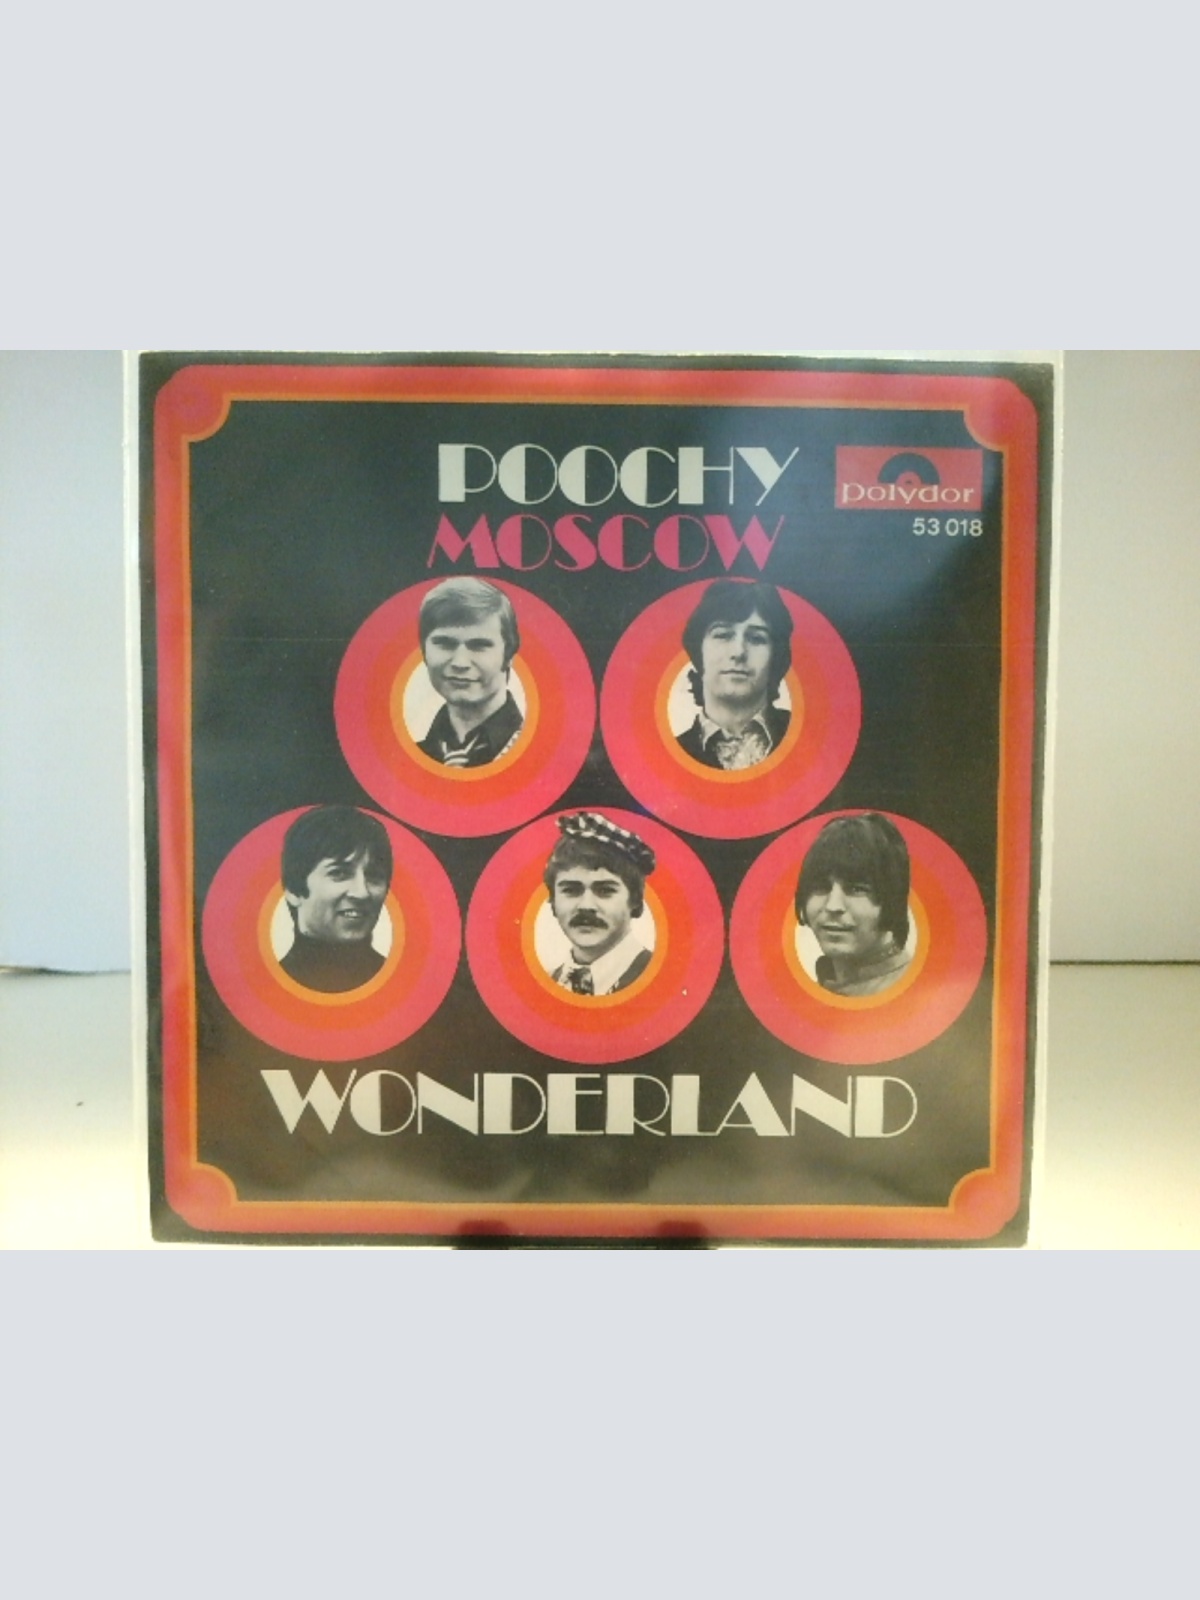 POOCHY
MOSCOW
polydor
53 018
WONDERLAND